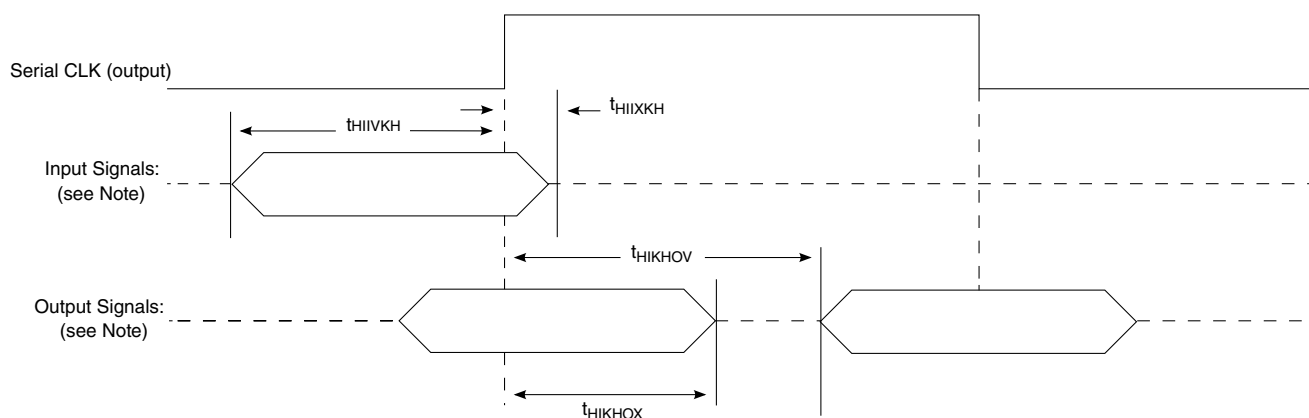 Serial CLK (output)
tHIIXKH
tHIIVKH
Input Signals:
(see Note)
tHIKHOV
Output Signals:
(see Note)
tHIKHOX